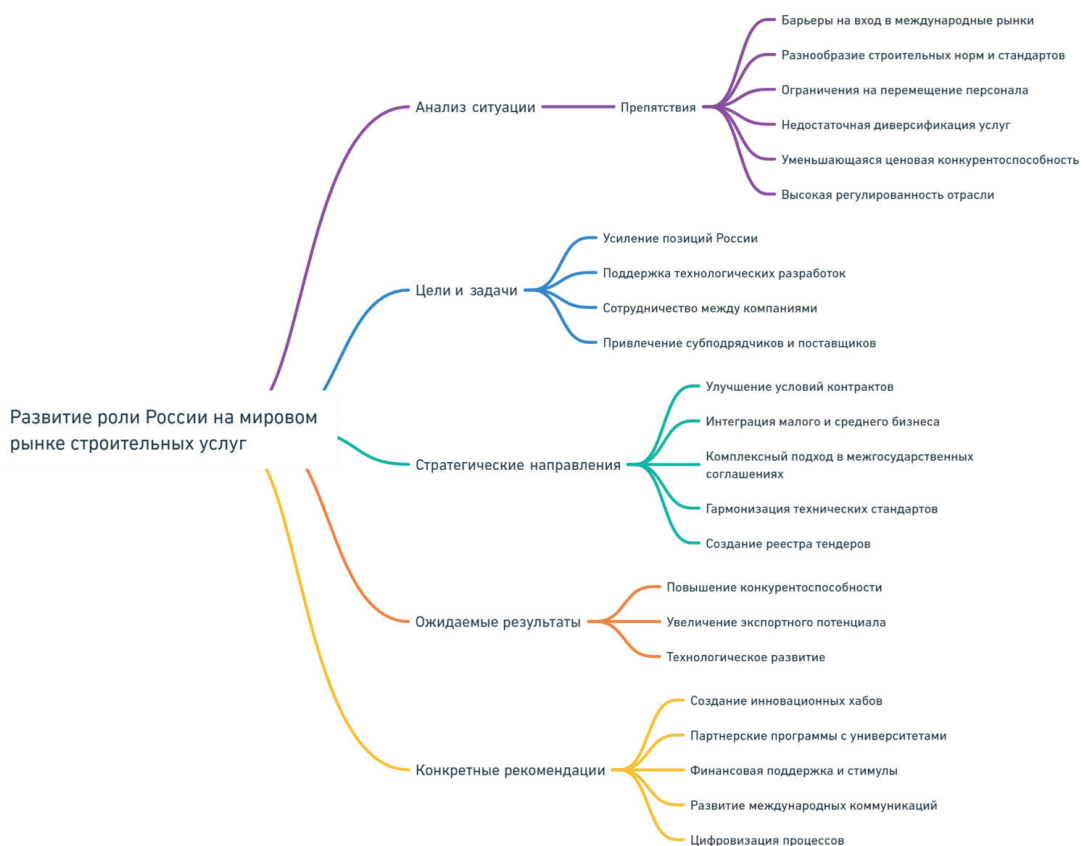 Развитие роли России на мировом
рынке строительных услуг
Анализ ситуации
Препятствия
Барьеры на вход в международные рынки
Разнообразие строительных норм и стандартов
Ограничения на перемещение персонала
Недостаточная диверсификация услуг
Уменьшающаяся ценовая конкурентоспособность
Высокая регулированность отрасли
Цели и задачи
Усиление позиций России
Поддержка технологических разработок
Сотрудничество между компаниями
Привлечение субподрядчиков и поставщиков
Стратегические направления
Улучшение условий контрактов
Интеграция малого и среднего бизнеса
Комплексный подход в межгосударственных
соглашениях
Гармонизация технических стандартов
Создание реестра тендеров
Ожидаемые результаты
Повышение конкурентоспособности
Увеличение экспортного потенциала
Технологическое развитие
Конкретные рекомендации
Создание инновационных хабов
Партнерские программы с университетами
Финансовая поддержка и стимулы
Развитие международных коммуникаций
Цифровизация процессов